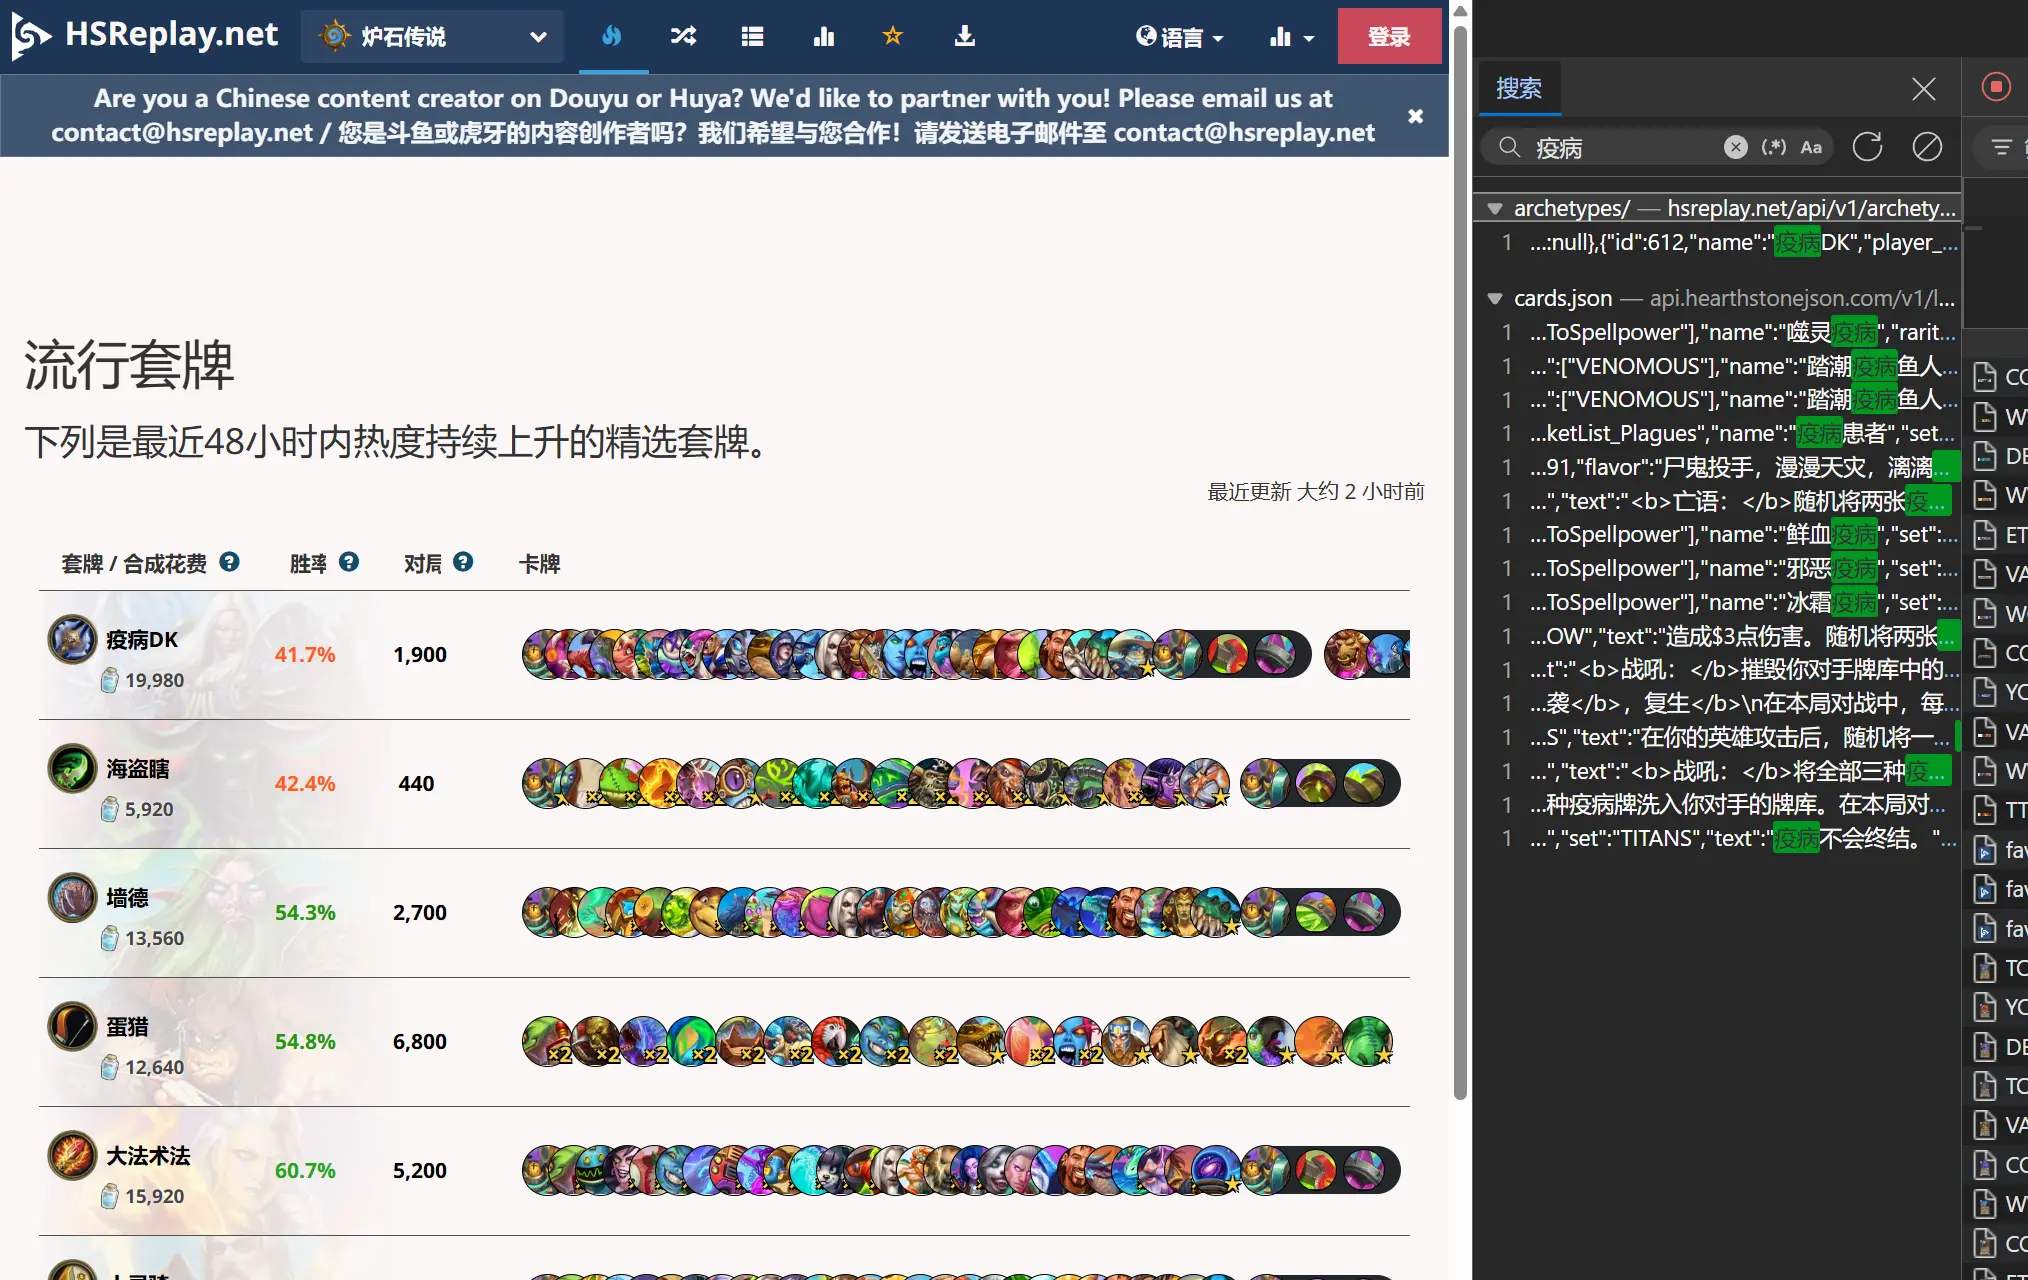 HSReplay.net
炉石传说
语言
登录
Are you a Chinese content creator on Douyu or Huya? We'd like to partner with you! Please email us at
contact@hsreplay.net / 您是斗鱼或虎牙的内容创作者吗？我们希望与您合作！请发送电子邮件至 contact@hsreplay.net
流行套牌
下列是最近48小时内热度持续上升的精选套牌。
最近更新 大约 2 小时前
套牌 / 合成花费 胜率 对局 卡牌
疫病DK
19,980
41.7%
1,900
海盗瞎
5,920
42.4%
440
墙德
13,560
54.3%
2,700
蛋猎
12,640
54.8%
6,800
×2 ×2 ×2 ×2 ×2 ×2 ×2 ×2 ×2 ×2 ×2 ×2
大法术法
15,920
60.7%
5,200
搜索
疫病
(.*) Aa
archetypes/ — hsreplay.net/api/v1/archety...
1 ...:null},{"id":612,"name":"疫病DK","player_...
cards.json — api.hearthstonejson.com/v1/l...
1 ...ToSpellpower"],"name":"噬灵疫病","rarit...
1 ...":["VENOMOUS"],"name":"踏潮疫病鱼人...
1 ...":["VENOMOUS"],"name":"踏潮疫病鱼人...
1 ...ketList_Plagues","name":"疫病患者","set...
1 ...91,"flavor":"尸鬼投手，漫漫天灾，漓漓...
1 ...","text":"<b>亡语：</b>随机将两张疫...
1 ...ToSpellpower"],"name":"鲜血疫病","set":...
1 ...ToSpellpower"],"name":"邪恶疫病","set":...
1 ...ToSpellpower"],"name":"冰霜疫病","set":...
1 ...OW","text":"造成$3点伤害。随机将两张...
1 ...t":"<b>战吼：</b>摧毁你对手牌库中的...
1 ...袭</b>，复生</b>\n在本局对战中，每...
1 ...S","text":"在你的英雄攻击后，随机将一...
1 ...","text":"<b>战吼：</b>将全部三种疫...
1 ...种疫病牌洗入你对手的牌库。在本局对...
1 ...","set":"TITANS","text":"疫病不会终结。"...
CO
W
DE
W
ET
VA
W
CO
YO
VA
W
TT
fav
fav
fav
TO
YO
DE
TO
VA
CO
W
CO